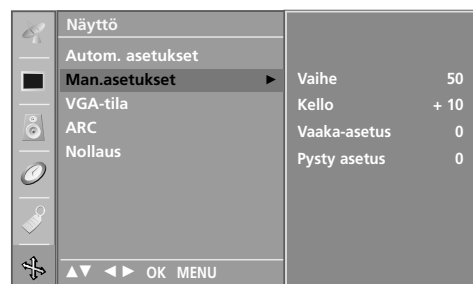 Näyttö
Autom. asetukset
Man.asetukset ►
VGA-tila
ARC
Nollaus
▲▼ ◄ ► OK MENU
Vaihe 50
Kello + 10
Vaaka-asetus 0
Pysty asetus 0